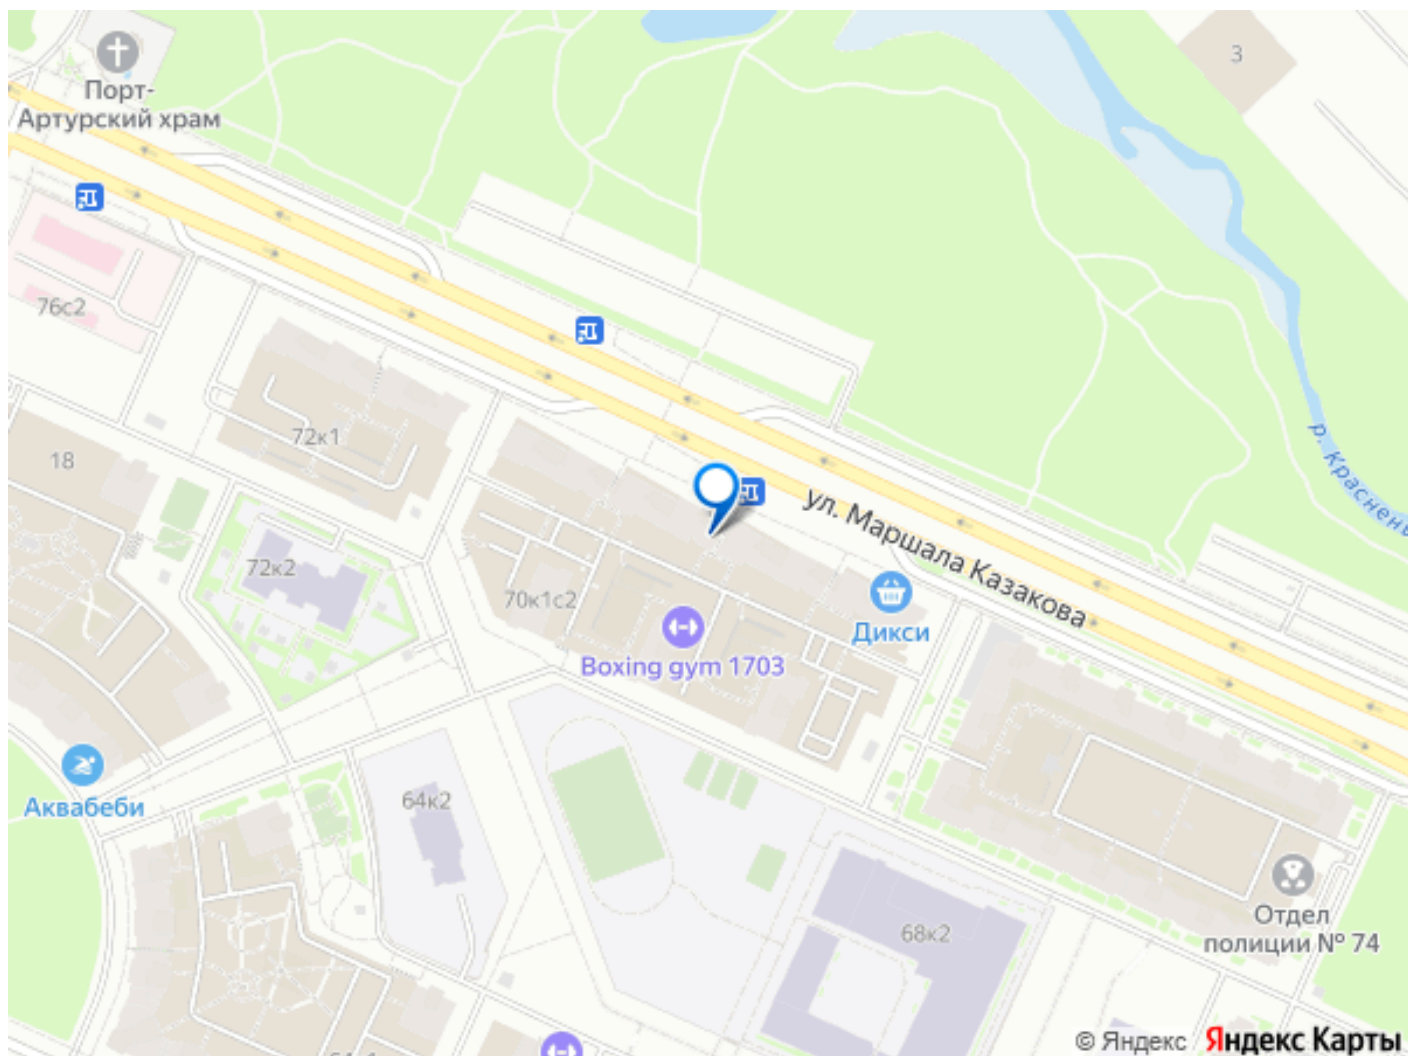 3
Порт-
Артурский храм
76с2
72к1
18
р. Красненьк
ул. Маршала Казакова
72к2
70к1с2
Дикси
Boxing gym 1703
Аквабеби
64к2
68к2
Отдел
полиции № 74
© Яндекс Яндекс Карты